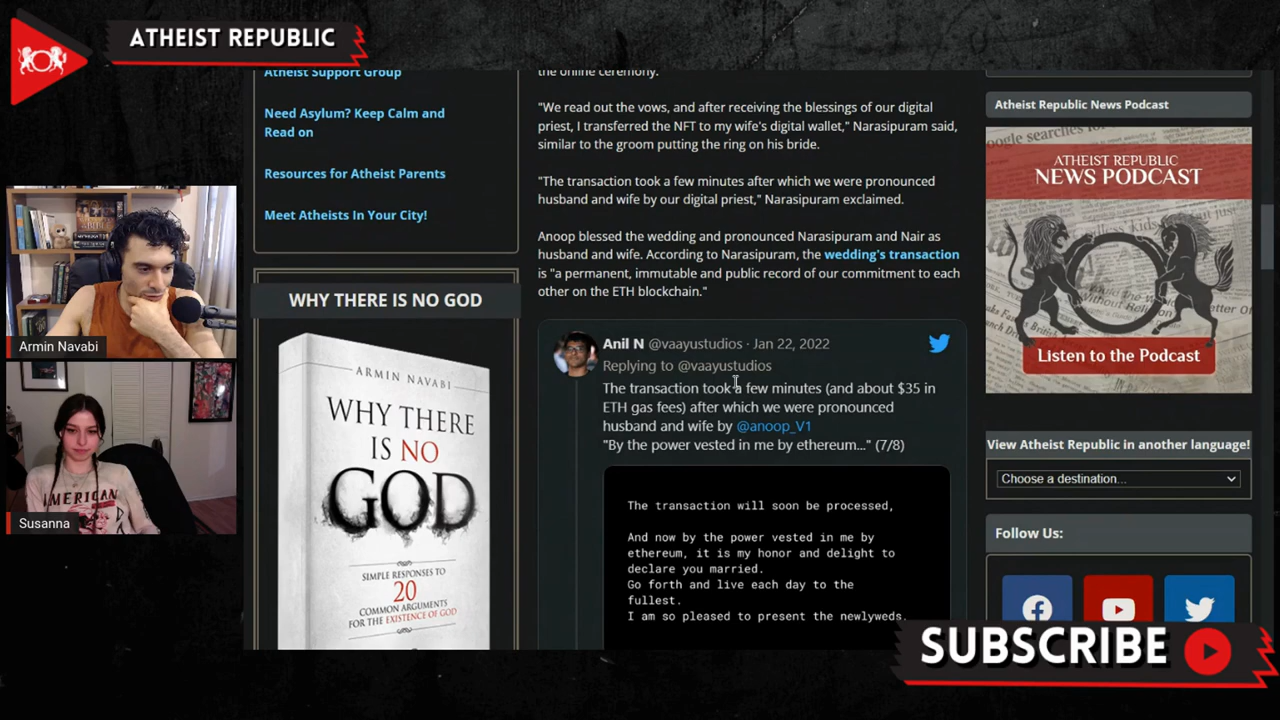 ATHEIST REPUBLIC
Atheist Support Group
Need Asylum? Keep Calm and
Read on
Resources for Atheist Parents
Meet Atheists In Your City!
WHY THERE IS NO GOD
ARMIN NAVABI
WHY THERE
IS NO
GOD
SIMPLE RESPONSES TO
20
COMMON ARGUMENTS
FOR THE EXISTENCE OF GOD
Armin Navabi
Susanna
the online ceremony.
"We read out the vows, and after receiving the blessings of our digital
priest, I transferred the NFT to my wife's digital wallet," Narasipuram said,
similar to the groom putting the ring on his bride.
"The transaction took a few minutes after which we were pronounced
husband and wife by our digital priest," Narasipuram exclaimed.
Anoop blessed the wedding and pronounced Narasipuram and Nair as
husband and wife. According to Narasipuram, the wedding's transaction
is "a permanent, immutable and public record of our commitment to each
other on the ETH blockchain."
Anil N @vaayustudios · Jan 22, 2022
Replying to @vaayustudios
The transaction took a few minutes (and about $35 in
ETH gas fees) after which we were pronounced
husband and wife by @anoop_V1
"By the power vested in me by ethereum..." (7/8)
The transaction will soon be processed,
And now by the power vested in me by
ethereum, it is my honor and delight to
declare you married.
Go forth and live each day to the
fullest.
I am so pleased to present the newlyweds.
Atheist Republic News Podcast
ATHEIST REPUBLIC
NEWS PODCAST
Listen to the Podcast
View Atheist Republic in another language!
Choose a destination...
Follow Us:
SUBSCRIBE